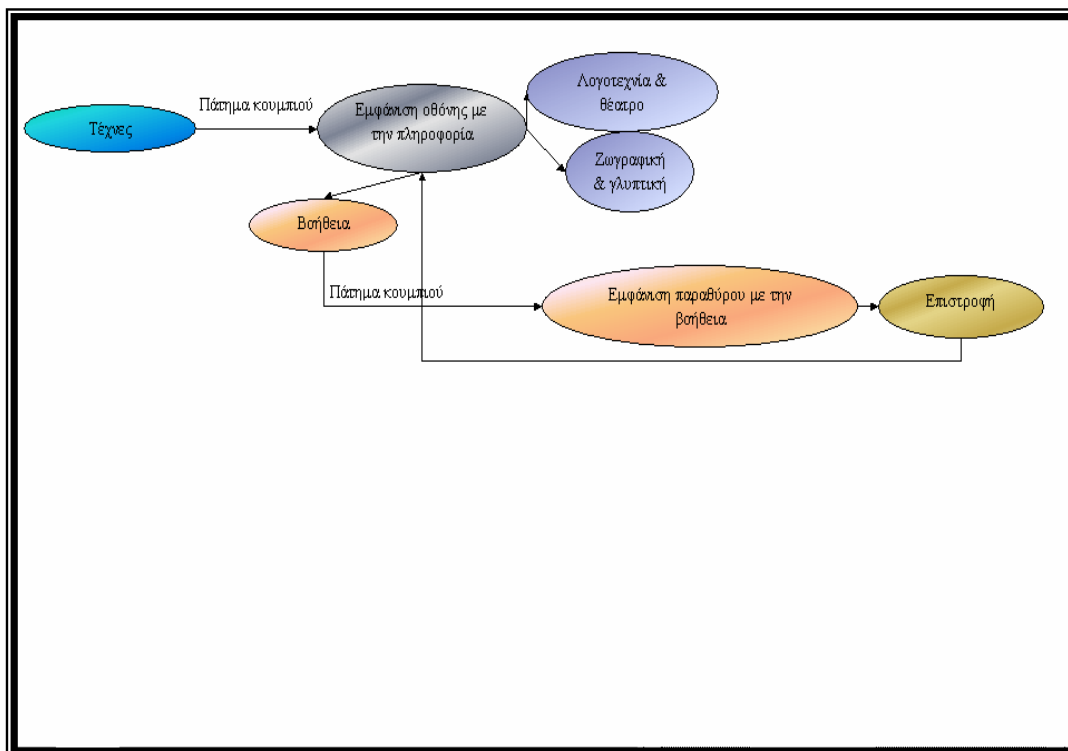 Λογοτεχνία &
θέατρο
Πάτημα κουμπιού
Εμφάνιση οθόνης με
την πληροφορία
Τέχνες
Ζωγραφική
& γλυπτική
Βοήθεια
Πάτημα κουμπιού
Εμφάνιση παραθύρου με την
βοήθεια
Επιστροφή